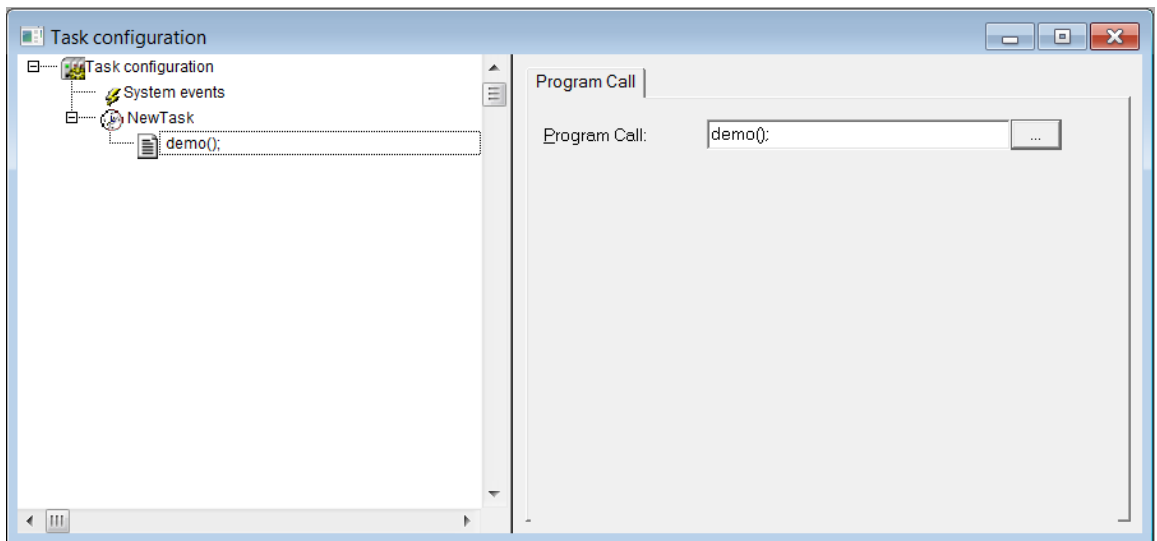 Task configuration
Task configuration
System events
NewTask
demo();
Program Call
Program Call: demo(); ...